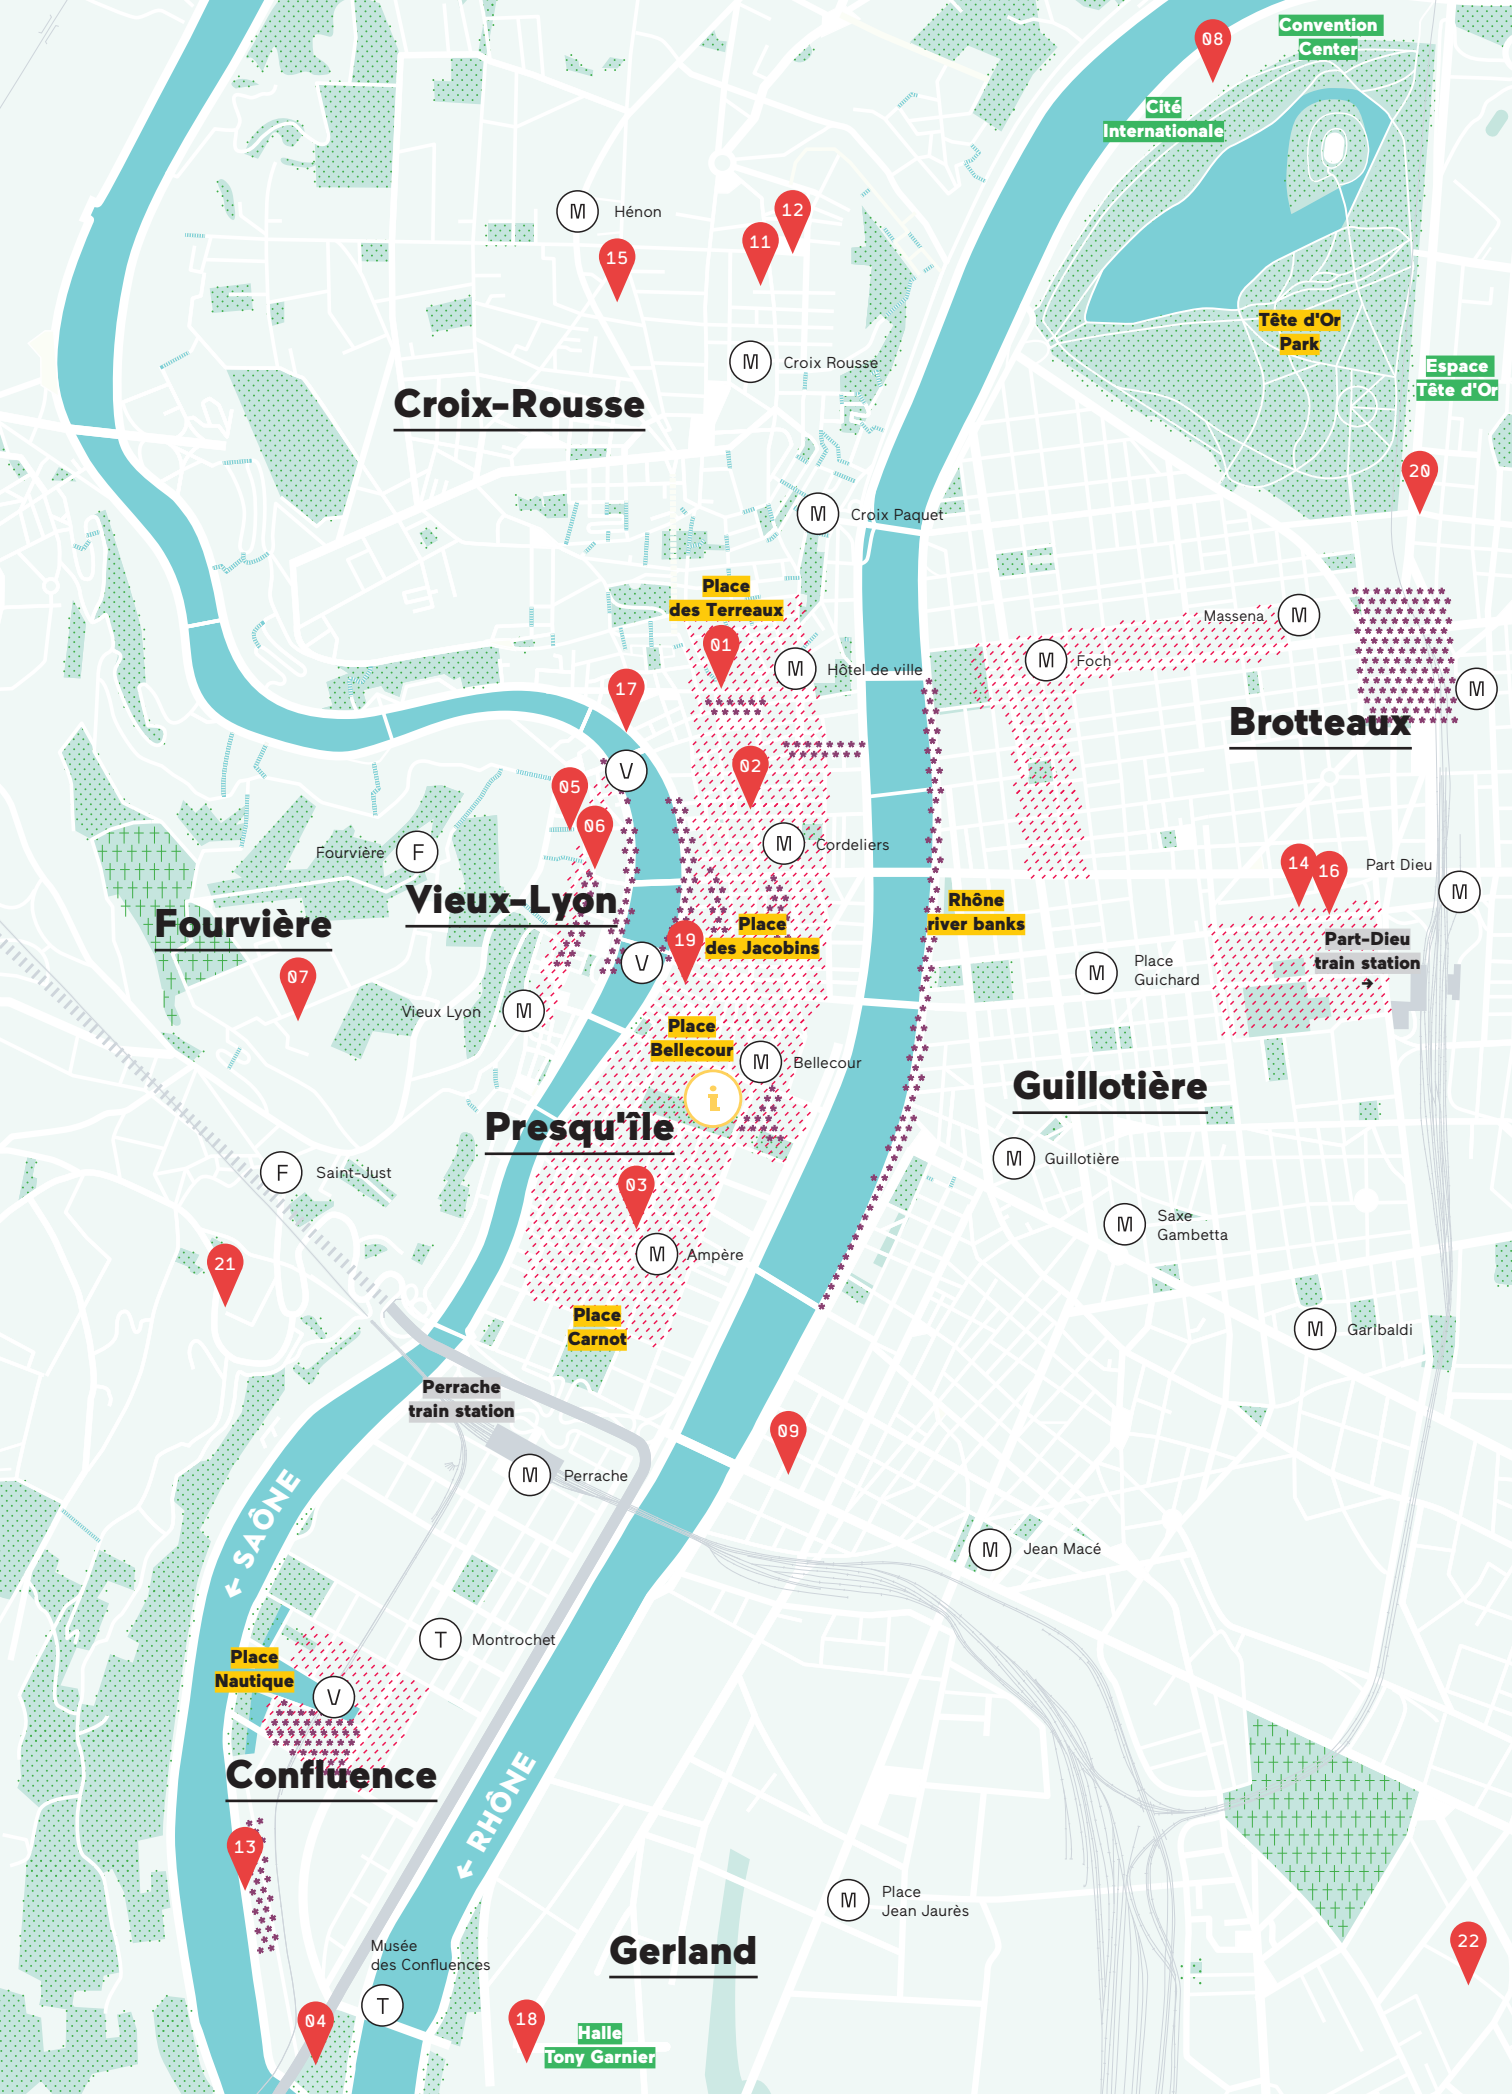 08
Convention
Center
Cité
Internationale
M
Hénon
12
11
15
Tête d'Or
Park
M
Croix Rousse
Espace
Tête d'Or
Croix-Rousse
20
M
Croix Paquet
Place
des Terreaux
01
M
Hôtel de ville
Massena
M
M
Foch
M
17
Brotteaux
V
02
05
06
M
Cordeliers
Fourvière
F
14
16
Part Dieu
M
Vieux-Lyon
Fourvière
Rhône
river banks
Place
des Jacobins
19
V
Part-Dieu
train station
→
07
M
Place
Guichard
Vieux Lyon
M
Place
Bellecour
M
Bellecour
i
Guillotière
Presqu'île
F
Saint-Just
M
Guillotière
03
M
Saxe
Gambetta
M
Ampère
21
Place
Carnot
M
Garibaldi
Perrache
train station
09
M
Perrache
← SAÔNE
M
Jean Macé
T
Montrochet
Place
Nautique
V
Confluence
← RHÔNE
13
M
Place
Jean Jaurès
Musée
des Confluences
Gerland
22
T
04
18
Halle
Tony Garnier